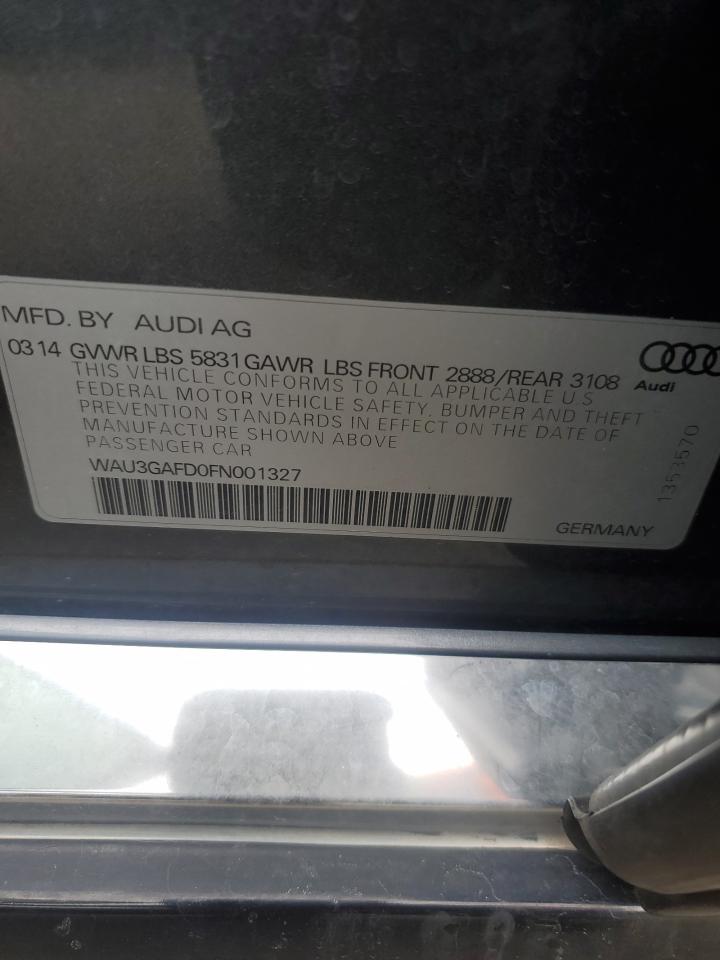 MFD. BY AUDI AG
0314 GVWR LBS 5831 GAWR LBS FRONT 2888/REAR 3108
THIS VEHICLE CONFORMS TO ALL APPLICABLE U S
FEDERAL MOTOR VEHICLE SAFETY. BUMPER AND THEFT
PREVENTION STANDARDS IN EFFECT ON THE DATE OF
MANUFACTURE SHOWN ABOVE
PASSENGER CAR
WAU3GAFD0FN001327
GERMANY
Audi
1353570